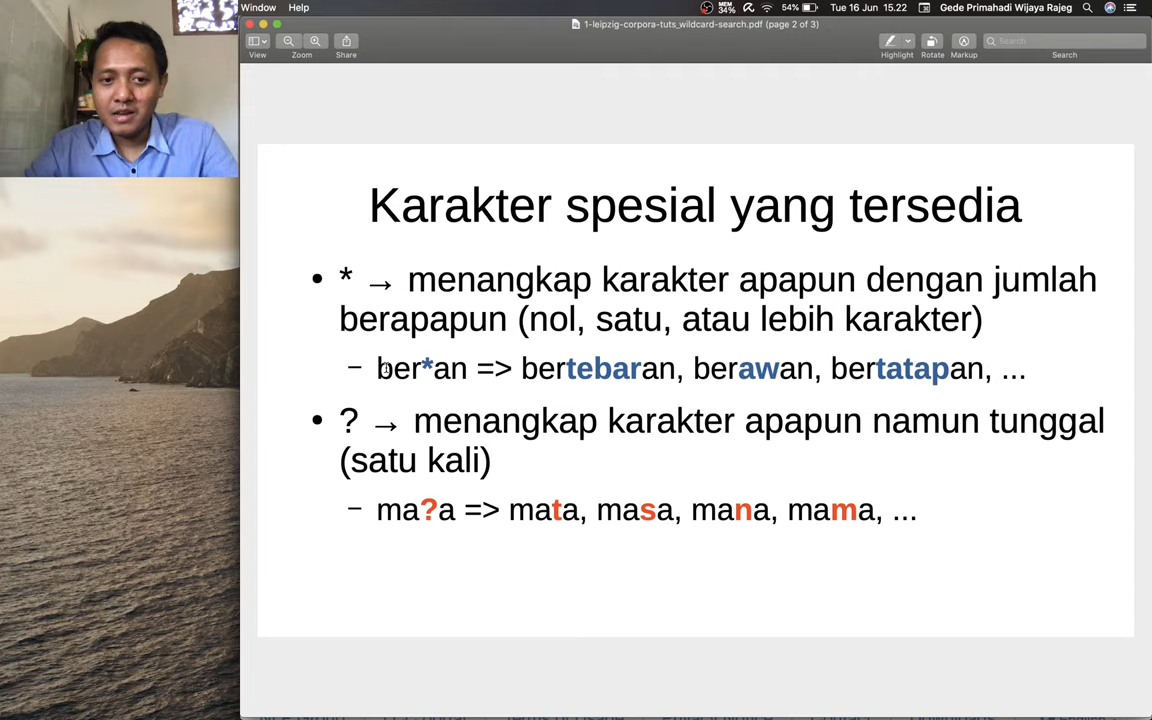 Window Help
MEM 34%
54%
Tue 16 Jun 15.22
Gede Primahadi Wijaya Rajeg
1-leipzig-corpora-tuts_wildcard-search.pdf (page 2 of 3)
Search
View Zoom Share Highlight Rotate Markup Search
Karakter spesial yang tersedia
• * → menangkap karakter apapun dengan jumlah
berapapun (nol, satu, atau lebih karakter)
– ber*an => bertebaran, berawan, bertatapan, ...
• ? → menangkap karakter apapun namun tunggal
(satu kali)
– ma?a => mata, masa, mana, mama, ...